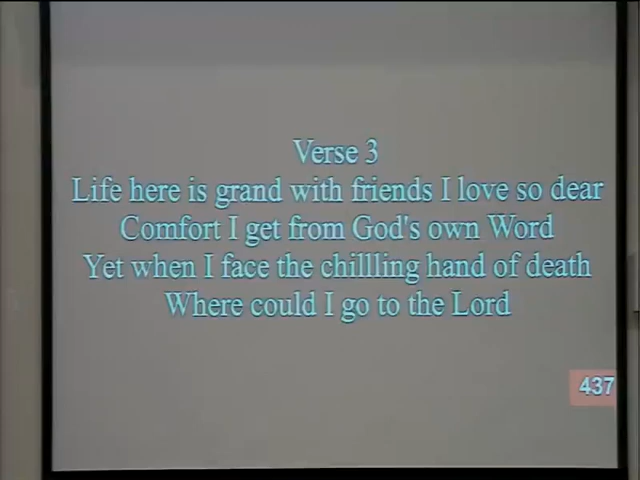 Verse 3
Life here is grand with friends I love so dear
Comfort I get from God's own Word
Yet when I face the chillling hand of death
Where could I go to the Lord
437